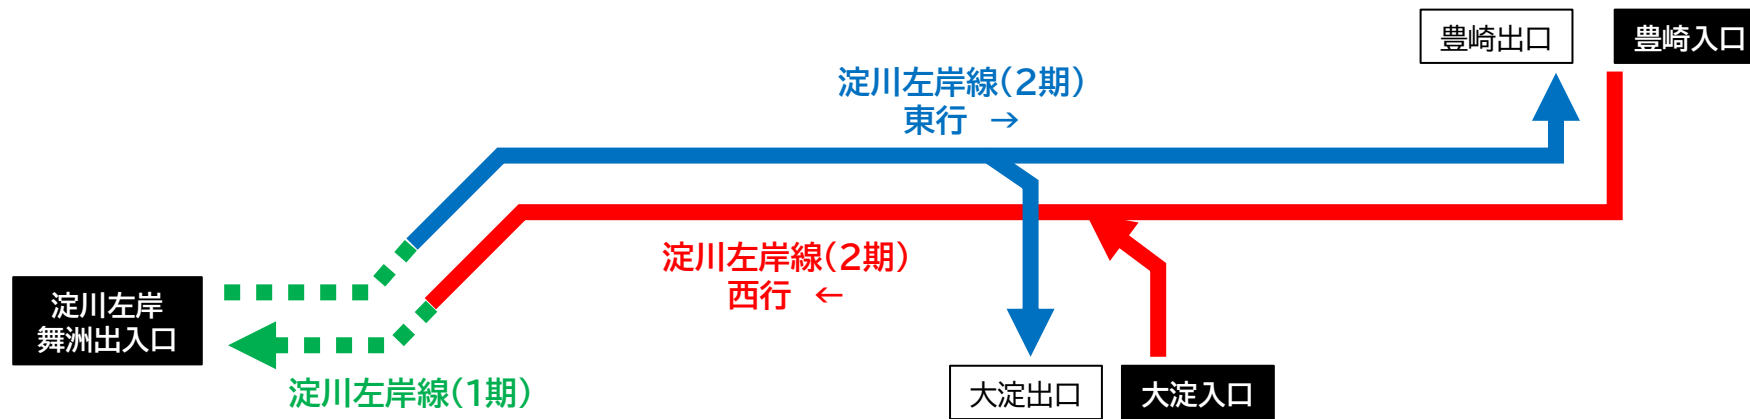 豊崎出口
豊崎入口
淀川左岸線(2期)
東行 →
淀川左岸線(2期)
西行 ←
淀川左岸
舞洲出入口
淀川左岸線(1期)
大淀出口
大淀入口